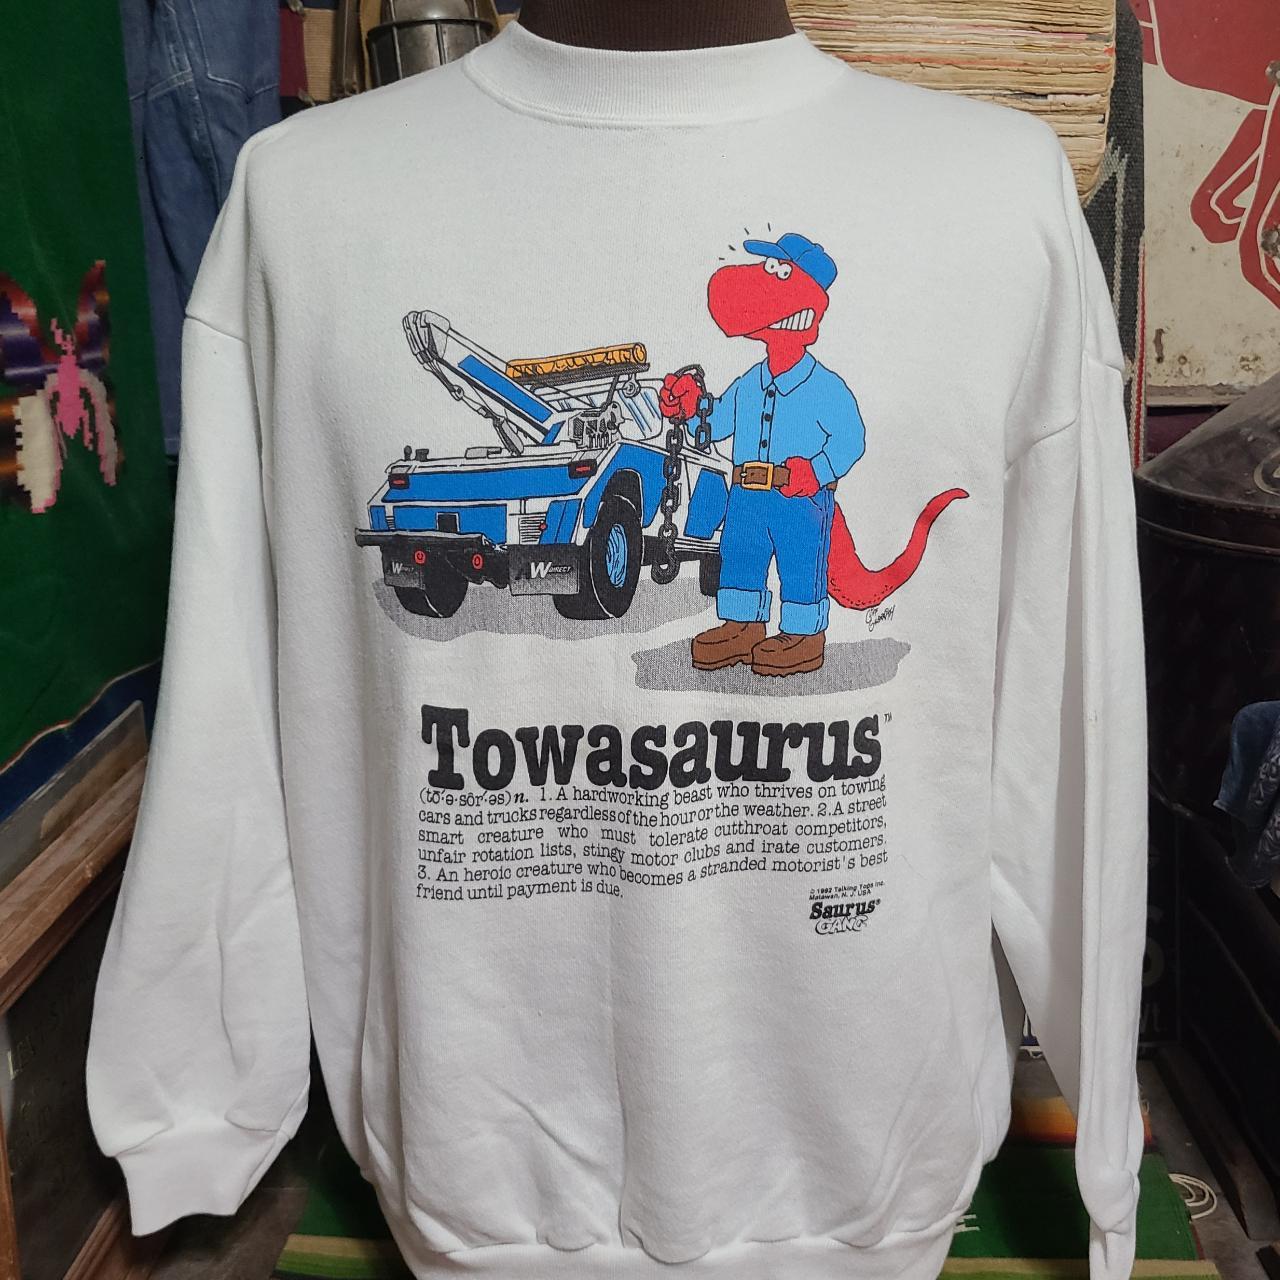 W DIRECT
W DIRECT
Towasaurus™
(tō·ə·sôr·əs) n. 1. A hardworking beast who thrives on towing
cars and trucks regardless of the hour or the weather. 2. A street
smart creature who must tolerate cutthroat competitors,
unfair rotation lists, stingy motor clubs and irate customers.
3. An heroic creature who becomes a stranded motorist's best
friend until payment is due.
© 1992 Talking Tops Inc.
Matawan, N. J. USA
Saurus®
GANG